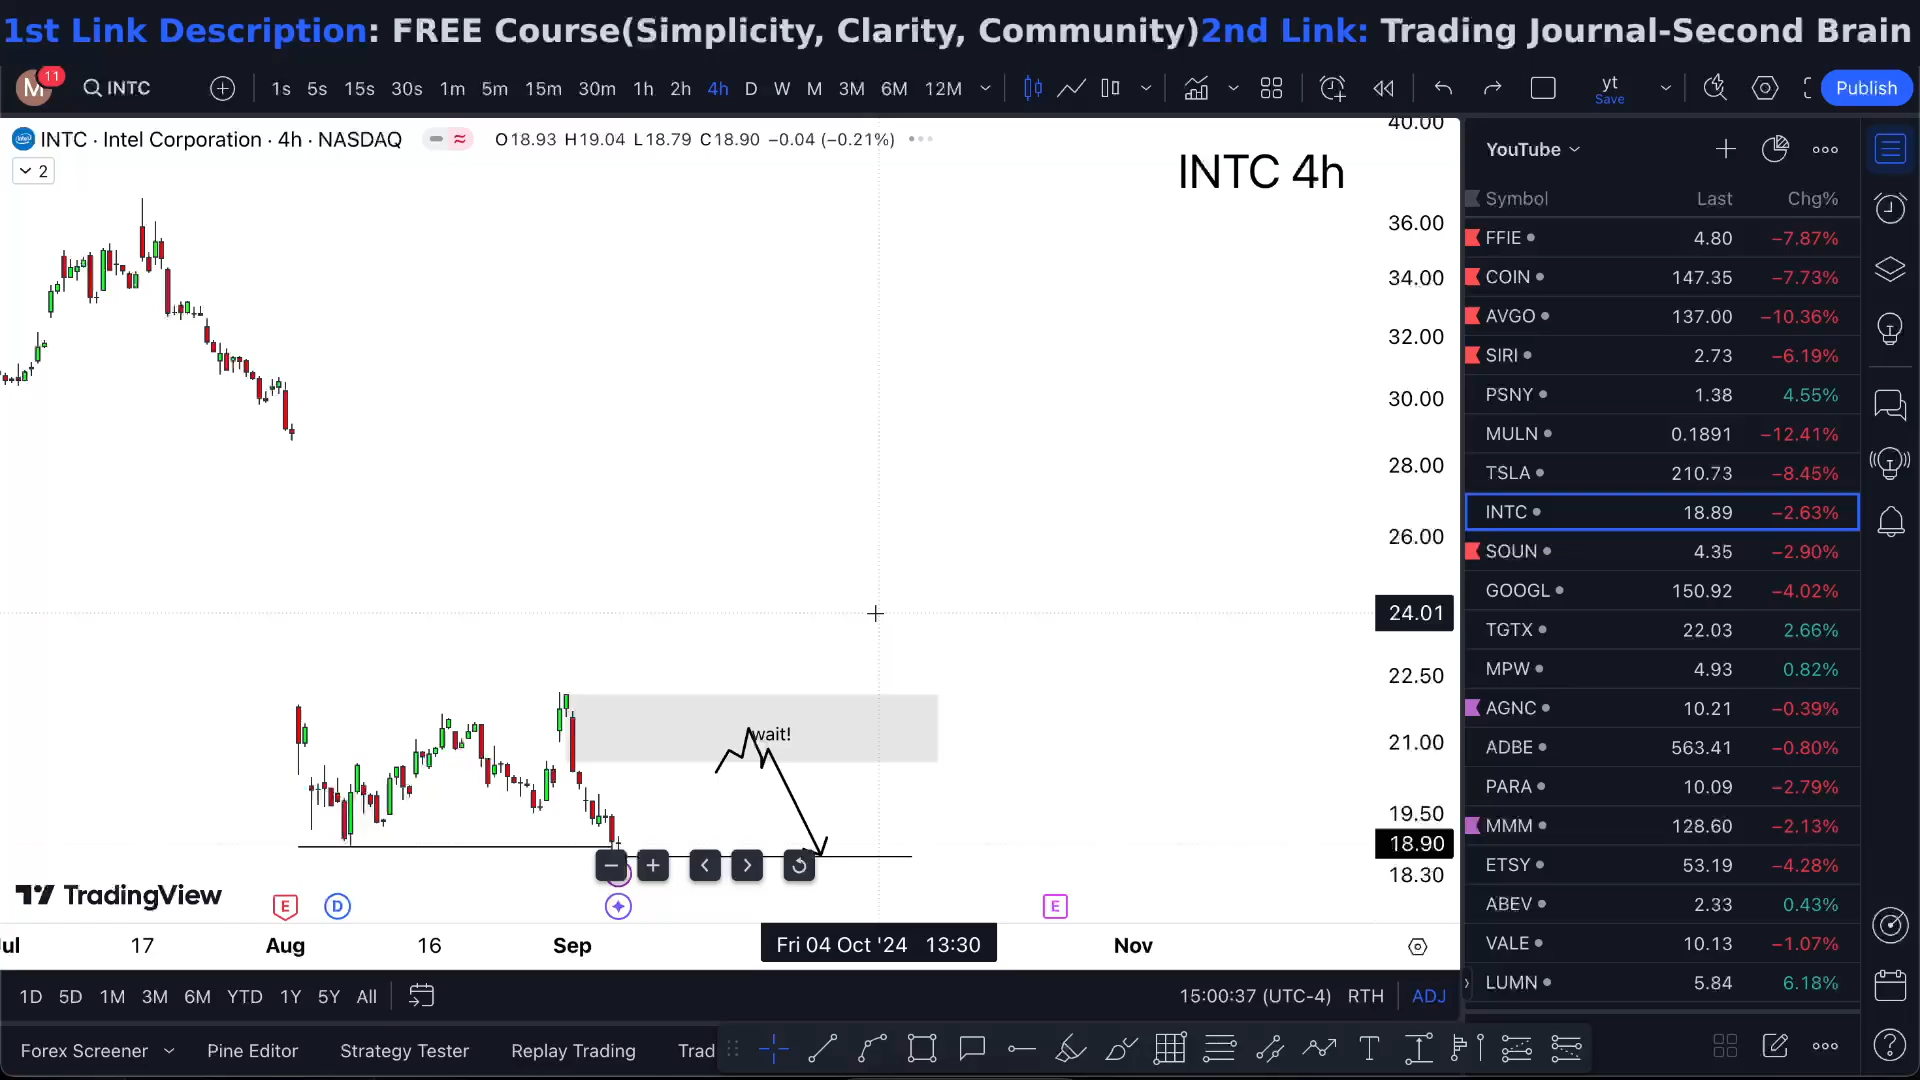 1st Link Description: FREE Course(Simplicity, Clarity, Community)2nd Link: Trading Journal-Second Brain
M 11 INTC 1s 5s 15s 30s 1m 5m 15m 30m 1h 2h 4h D W M 3M 6M 12M yt Save Publish
INTC · Intel Corporation · 4h · NASDAQ O18.93 H19.04 L18.79 C18.90 −0.04 (−0.21%)
2
INTC 4h
40.00
36.00
34.00
32.00
30.00
28.00
26.00
24.01
22.50
21.00
19.50
18.90
18.30
wait!
TradingView
E D E
Jul 17 Aug 16 Sep Fri 04 Oct '24 13:30 Nov
1D 5D 1M 3M 6M YTD 1Y 5Y All 15:00:37 (UTC-4) RTH ADJ
Forex Screener Pine Editor Strategy Tester Replay Trading Trad
YouTube
Symbol Last Chg%
FFIE 4.80 −7.87%
COIN 147.35 −7.73%
AVGO 137.00 −10.36%
SIRI 2.73 −6.19%
PSNY 1.38 4.55%
MULN 0.1891 −12.41%
TSLA 210.73 −8.45%
INTC 18.89 −2.63%
SOUN 4.35 −2.90%
GOOGL 150.92 −4.02%
TGTX 22.03 2.66%
MPW 4.93 0.82%
AGNC 10.21 −0.39%
ADBE 563.41 −0.80%
PARA 10.09 −2.79%
MMM 128.60 −2.13%
ETSY 53.19 −4.28%
ABEV 2.33 0.43%
VALE 10.13 −1.07%
LUMN 5.84 6.18%